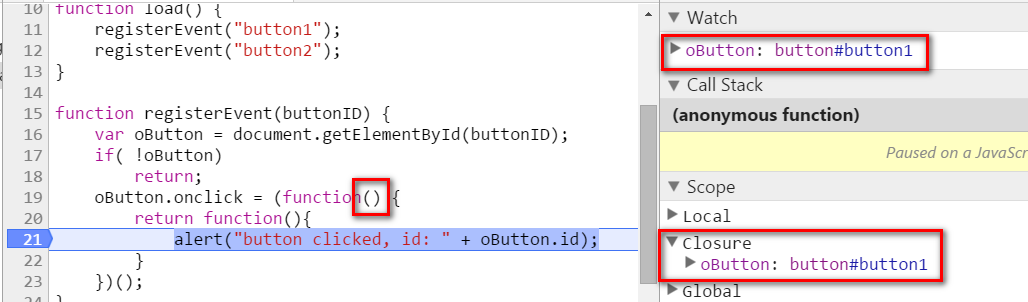 10 function load() {
11 registerEvent("button1");
12 registerEvent("button2");
13 }
14
15 function registerEvent(buttonID) {
16 var oButton = document.getElementById(buttonID);
17 if( !oButton)
18 return;
19 oButton.onclick = (function() {
20 return function(){
21 alert("button clicked, id: " + oButton.id);
22 }
23 })();
24 }
Watch
oButton: button#button1
Call Stack
(anonymous function)
Paused on a JavaScr
Scope
Local
Closure
oButton: button#button1
Global